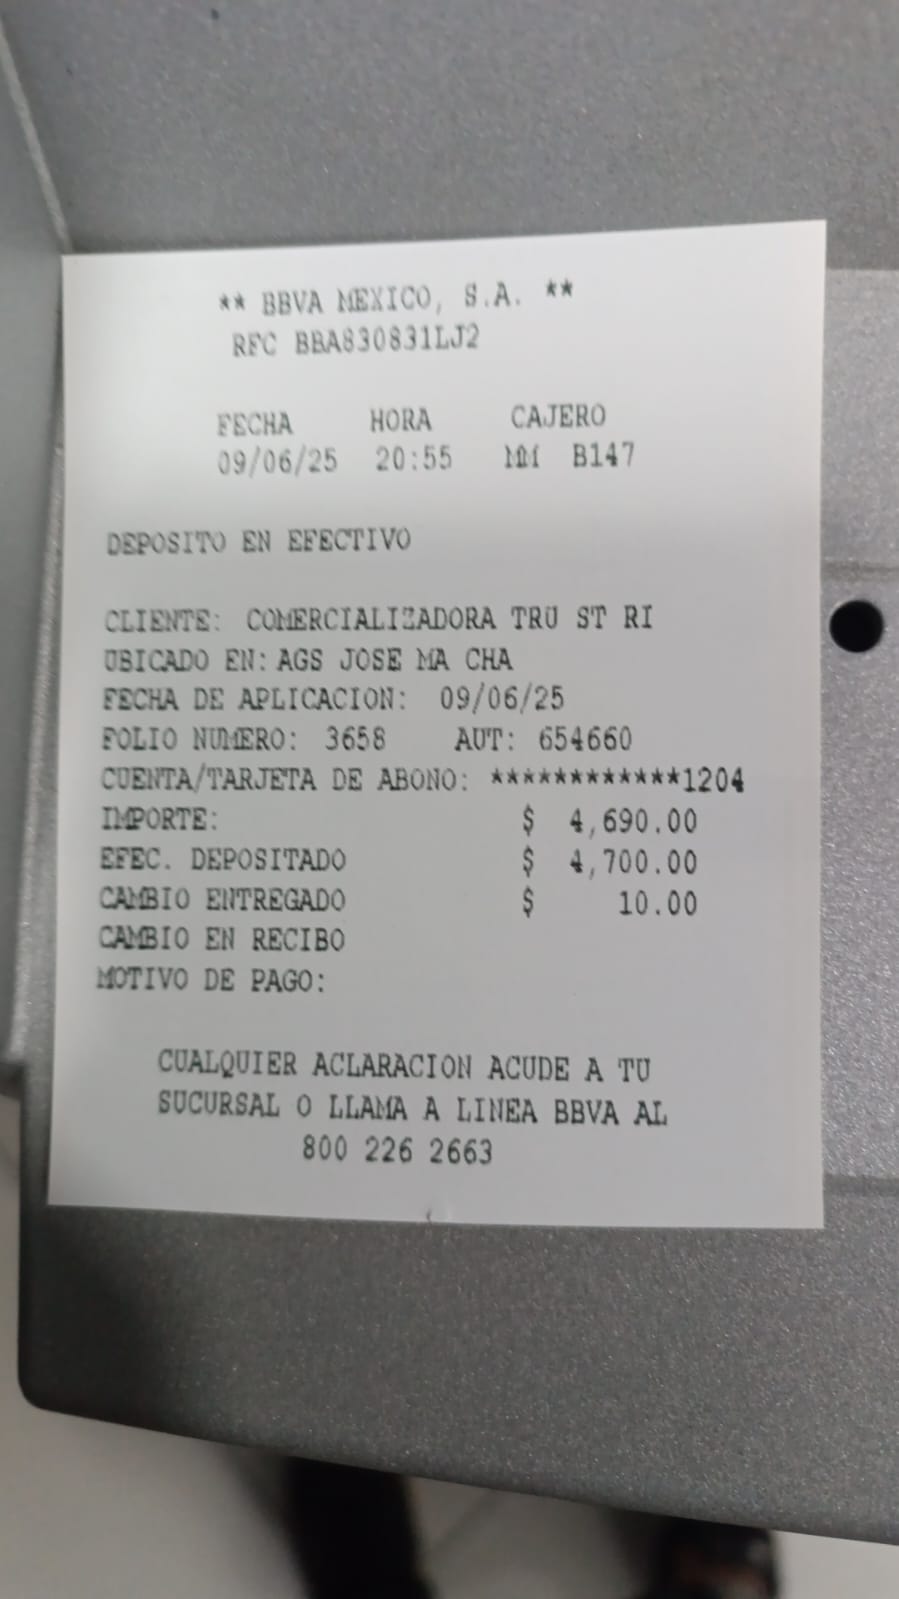 ** BBVA MEXICO, S.A. **
RFC BBA830831LJ2
FECHA HORA CAJERO
09/06/25 20:55 MM B147
DEPOSITO EN EFECTIVO
CLIENTE: COMERCIALIZADORA TRU ST RI
UBICADO EN: AGS JOSE MA CHA
FECHA DE APLICACION: 09/06/25
FOLIO NUMERO: 3658 AUT: 654660
CUENTA/TARJETA DE ABONO: ************1204
IMPORTE: $ 4,690.00
EFEC. DEPOSITADO $ 4,700.00
CAMBIO ENTREGADO $ 10.00
CAMBIO EN RECIBO
MOTIVO DE PAGO:
CUALQUIER ACLARACION ACUDE A TU
SUCURSAL O LLAMA A LINEA BBVA AL
800 226 2663